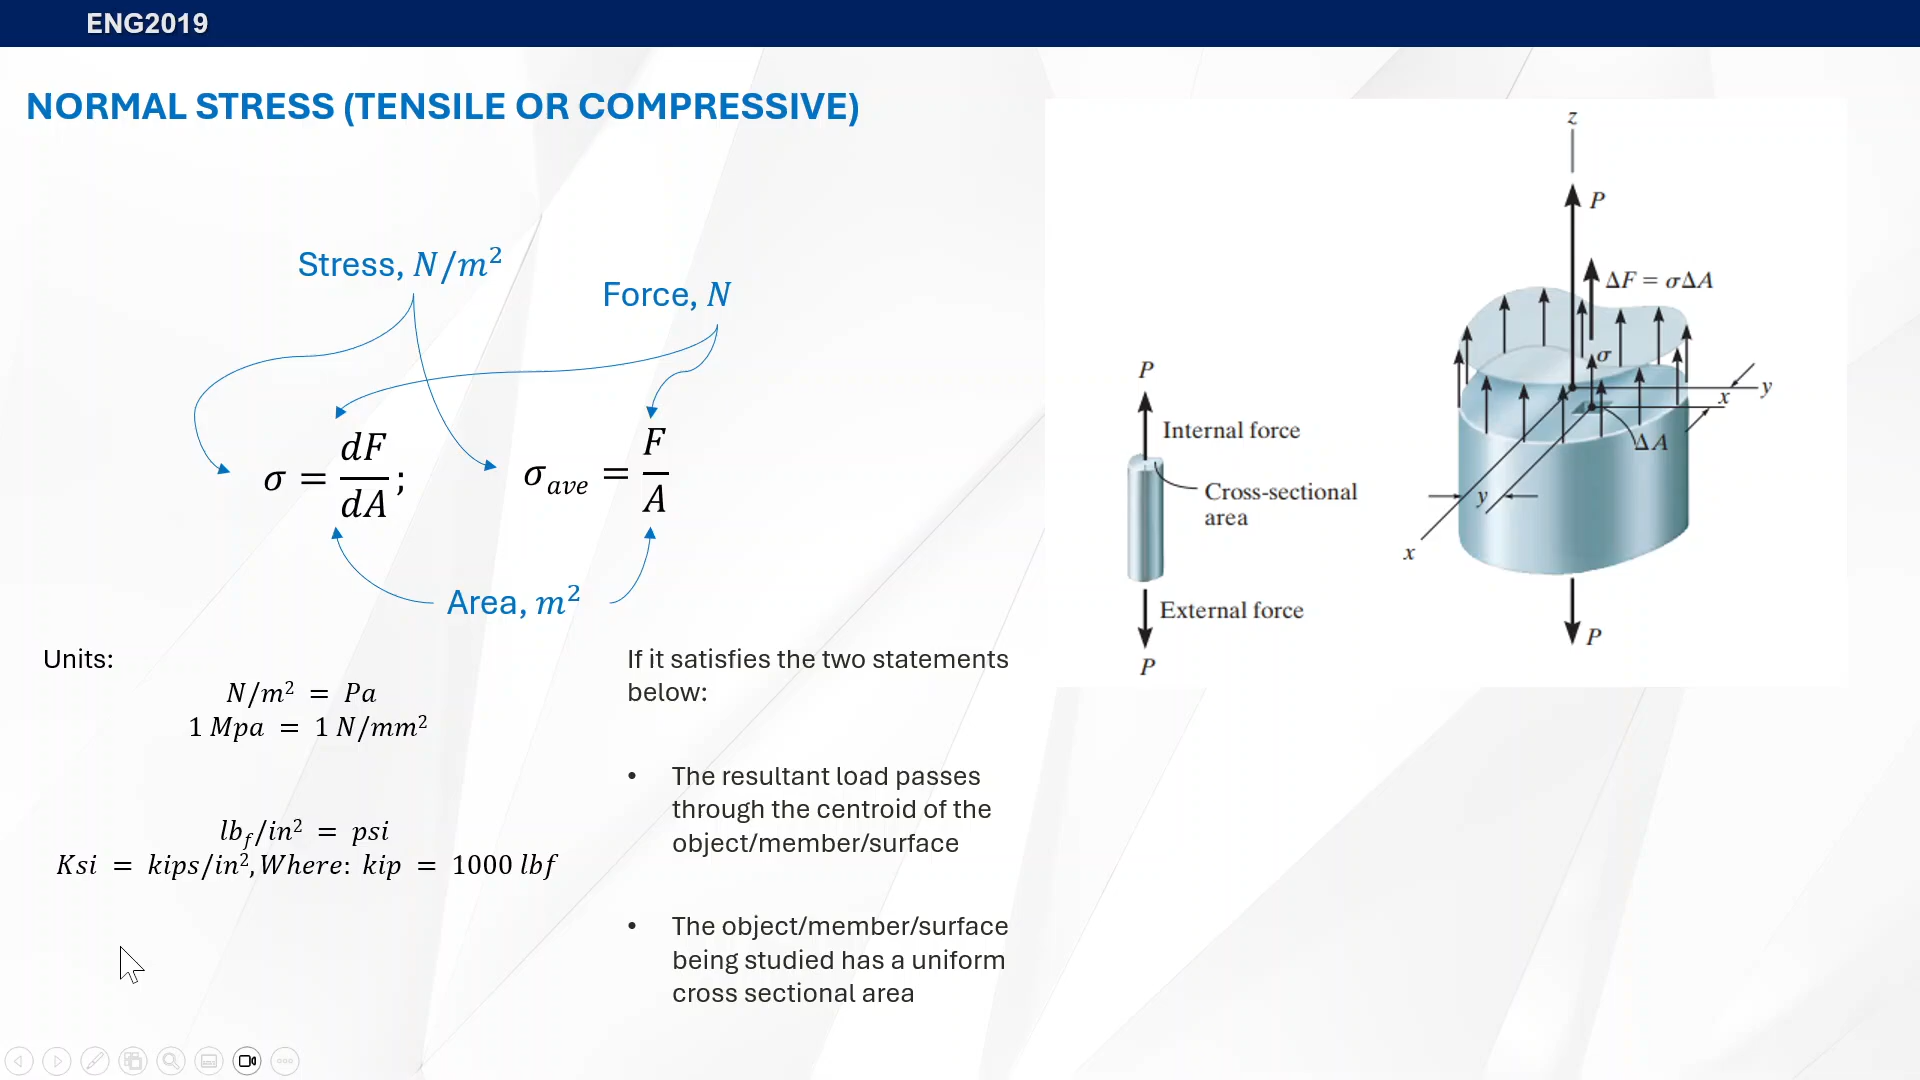 ENG2019
NORMAL STRESS (TENSILE OR COMPRESSIVE)
Stress, N/m²
Force, N
σ = dF/dA; σ_ave = F/A
Area, m²
Units:
N/m² = Pa
1 Mpa = 1 N/mm²
lb_f/in² = psi
Ksi = kips/in², Where: kip = 1000 lbf
If it satisfies the two statements
below:
• The resultant load passes
through the centroid of the
object/member/surface
• The object/member/surface
being studied has a uniform
cross sectional area
P
Internal force
Cross-sectional
area
External force
P
z
P
ΔF = σΔA
σ
y
x
ΔA
y
x
P